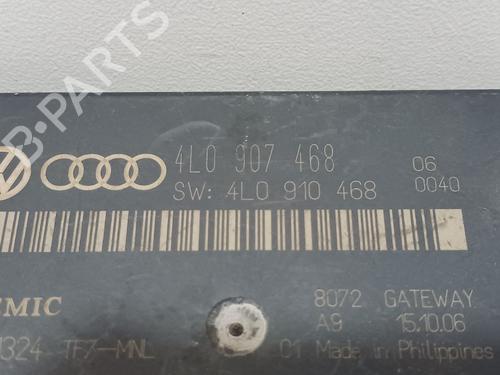 B-PARTS
4L0 907 468 06
SW: 4L0 910 468 0040
8072 GATEWAY
A9 15.10.06
TF7-MNL 01 Made in Philippines